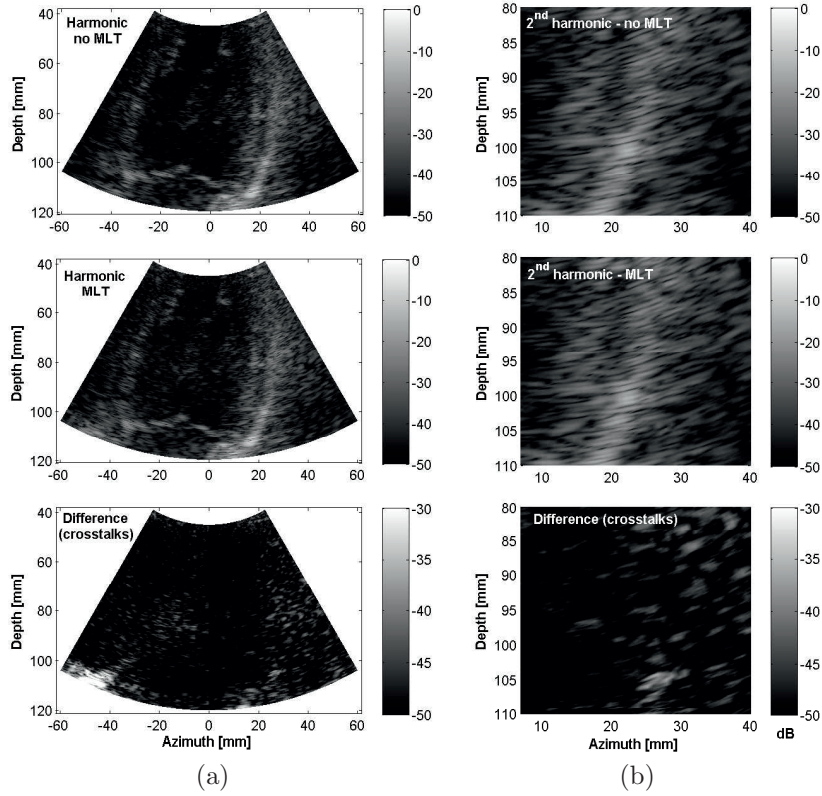 Harmonic
no MLT
Depth [mm]
40
60
80
100
120
-60 -40 -20 0 20 40 60
0
-10
-20
-30
-40
-50
2nd harmonic - no MLT
Depth [mm]
80
85
90
95
100
105
110
10 20 30 40
0
-10
-20
-30
-40
-50
Harmonic
MLT
Depth [mm]
40
60
80
100
120
-60 -40 -20 0 20 40 60
0
-10
-20
-30
-40
-50
2nd harmonic - MLT
Depth [mm]
80
85
90
95
100
105
110
10 20 30 40
0
-10
-20
-30
-40
-50
Difference
(crosstalks)
Depth [mm]
40
60
80
100
120
-60 -40 -20 0 20 40 60
Azimuth [mm]
-30
-35
-40
-45
-50
Difference (crosstalks)
Depth [mm]
80
85
90
95
100
105
110
10 20 30 40
Azimuth [mm]
-30
-35
-40
-45
-50
dB
(a)
(b)